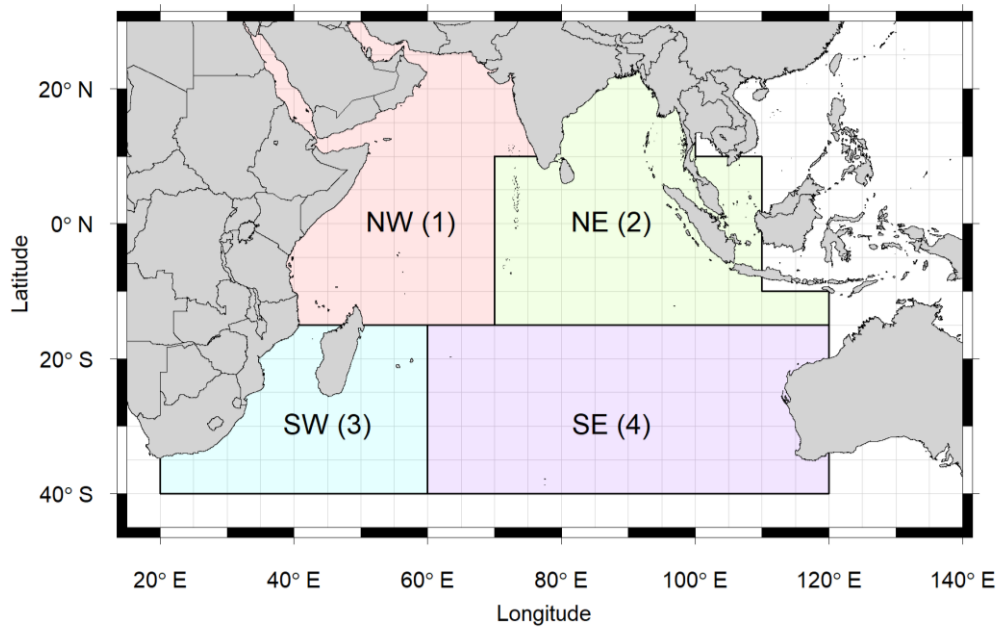 20° N
0° N
20° S
40° S
Latitude
NW (1)
NE (2)
SW (3)
SE (4)
20° E
40° E
60° E
80° E
100° E
120° E
140° E
Longitude